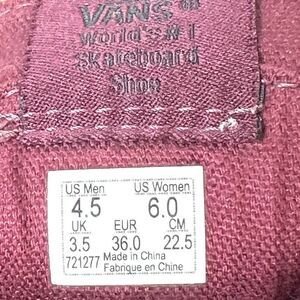 VANS®
World's #1
Skateboard
Shoe
US Men US Women
4.5 6.0
UK EUR CM
3.5 36.0 22.5
721277 Made in China
Fabrique en Chine